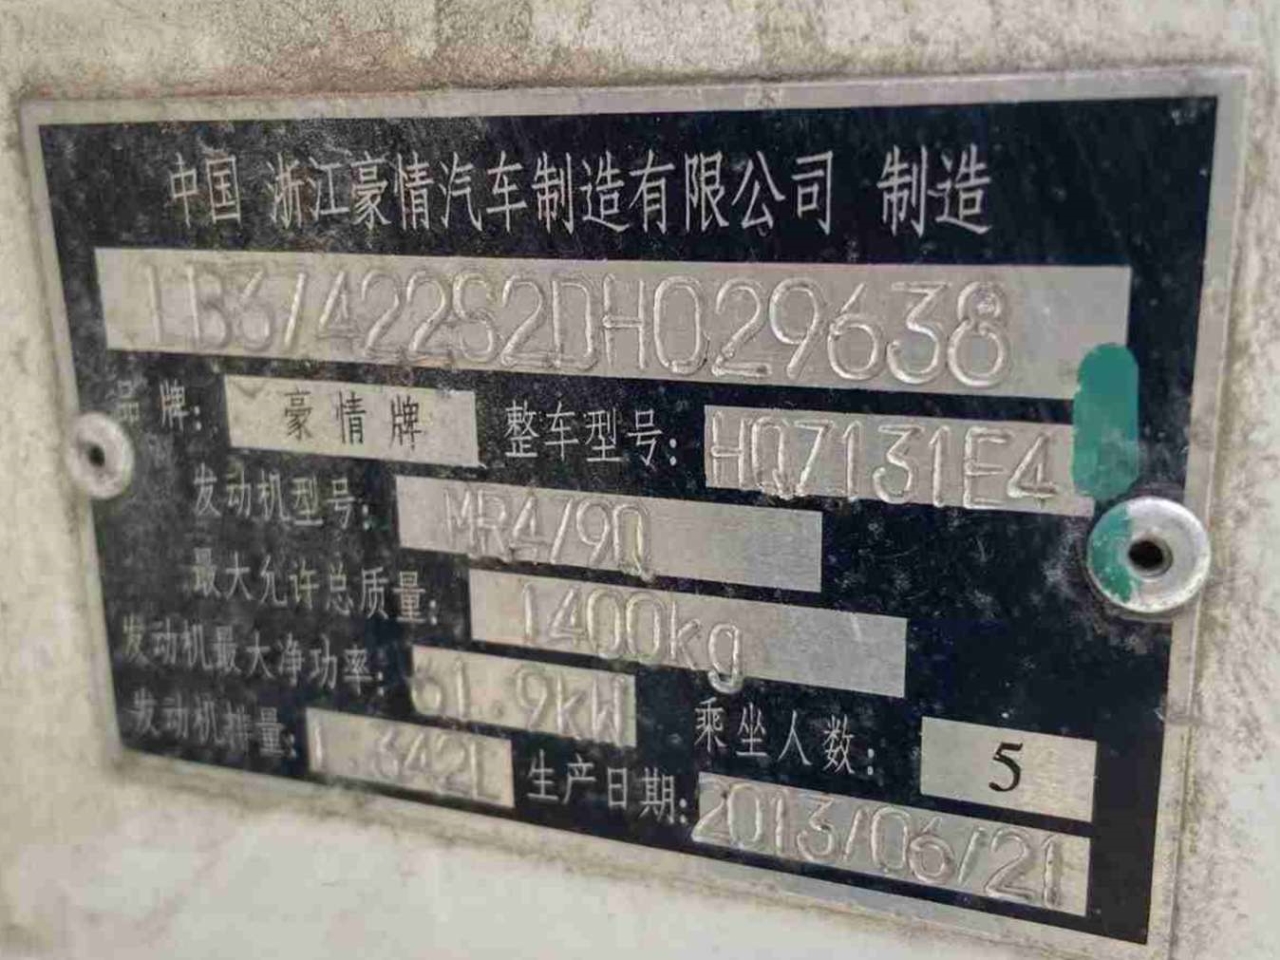 中国 浙江豪情汽车制造有限公司 制造
LB37422S2DH029638
品牌: 豪情牌 整车型号: HQ7131E4
发动机型号: MR479Q
最大允许总质量: 1400kg
发动机最大净功率: 61.9kW 乘坐人数: 5
发动机排量: 1.342L 生产日期: 2013/06/21